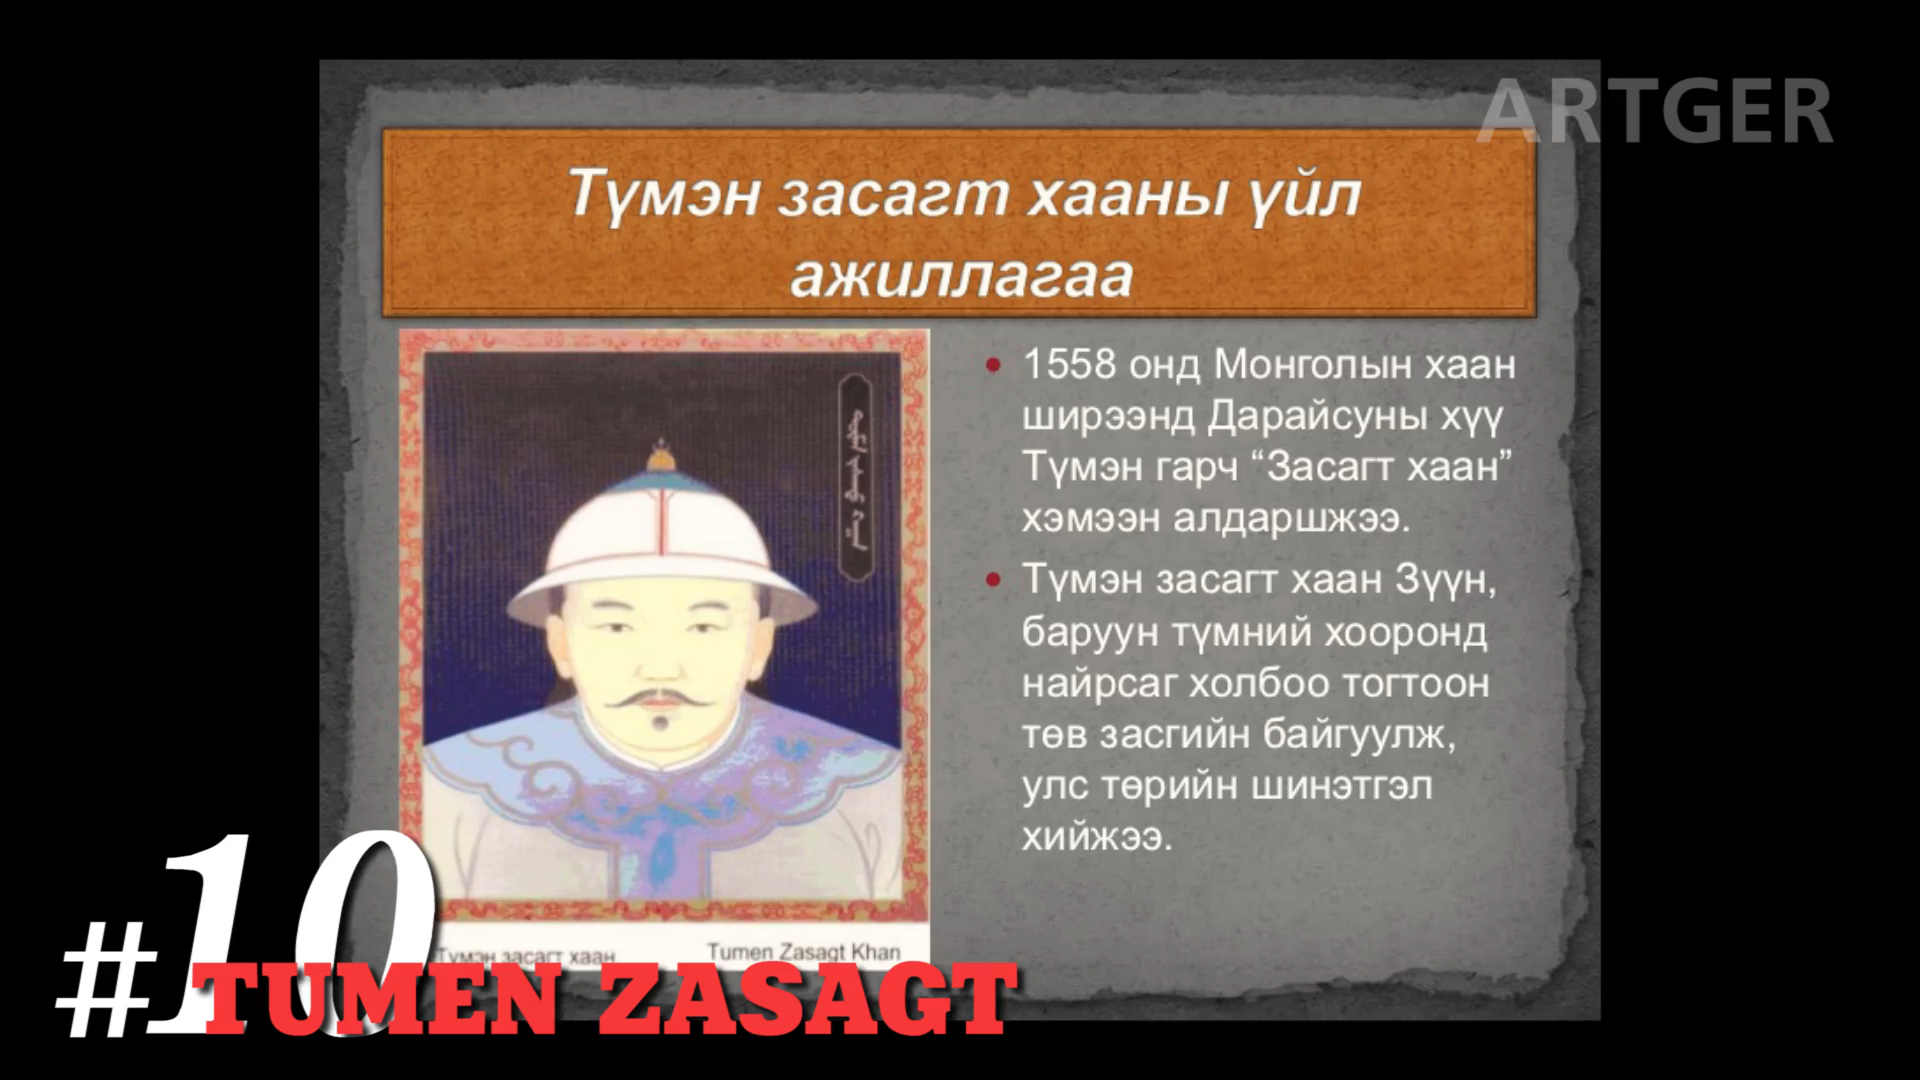 ARTGER
Түмэн засагт хааны үйл
ажиллагаа
• 1558 онд Монголын хаан
ширээнд Дарайсуны хүү
Түмэн гарч “Засагт хаан”
хэмээн алдаршжээ.
• Түмэн засагт хаан Зүүн,
баруун түмний хооронд
найрсаг холбоо тогтоон
төв засгийн байгуулж,
улс төрийн шинэтгэл
хийжээ.
Түмэн засагт хаан
Tumen Zasagt Khan
#10
TUMEN ZASAGT